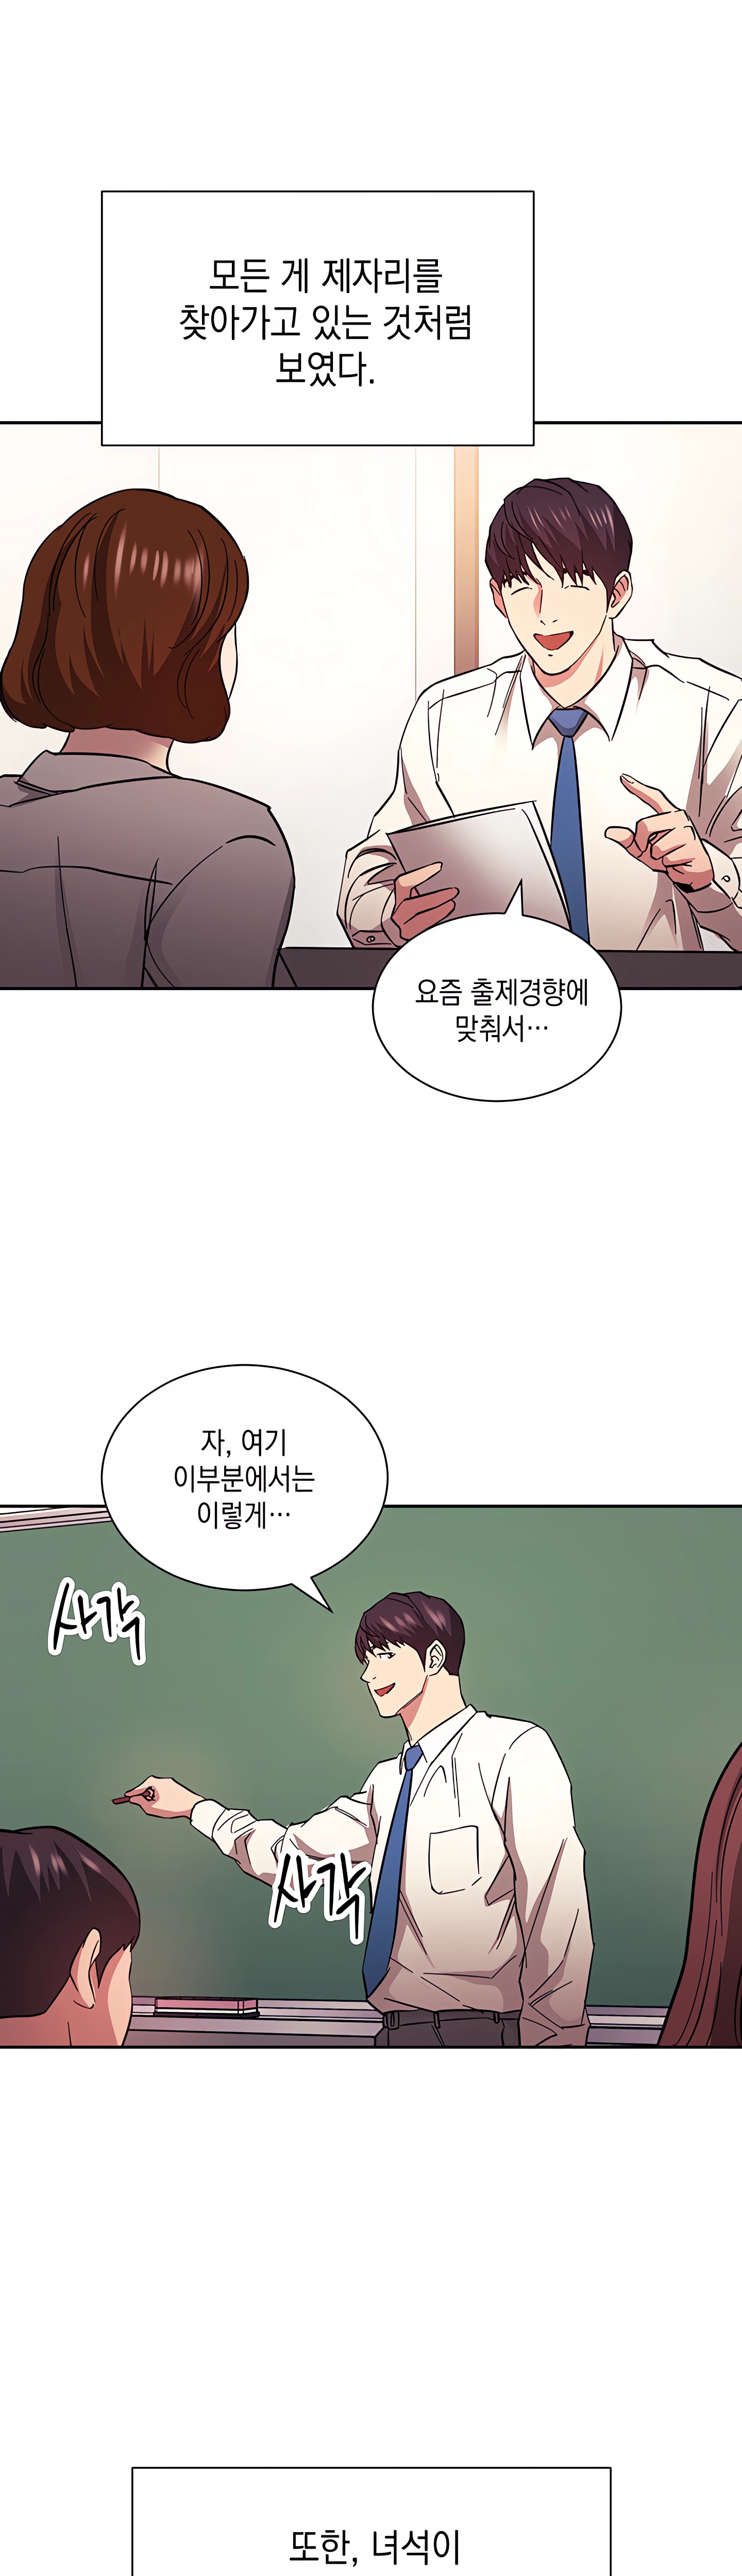 모든 게 제자리를
찾아가고 있는 것처럼
보였다.
요즘 출제경향에
맞춰서…
자, 여기
이부분에서는
이렇게…
사각
사각
또한, 녀석이